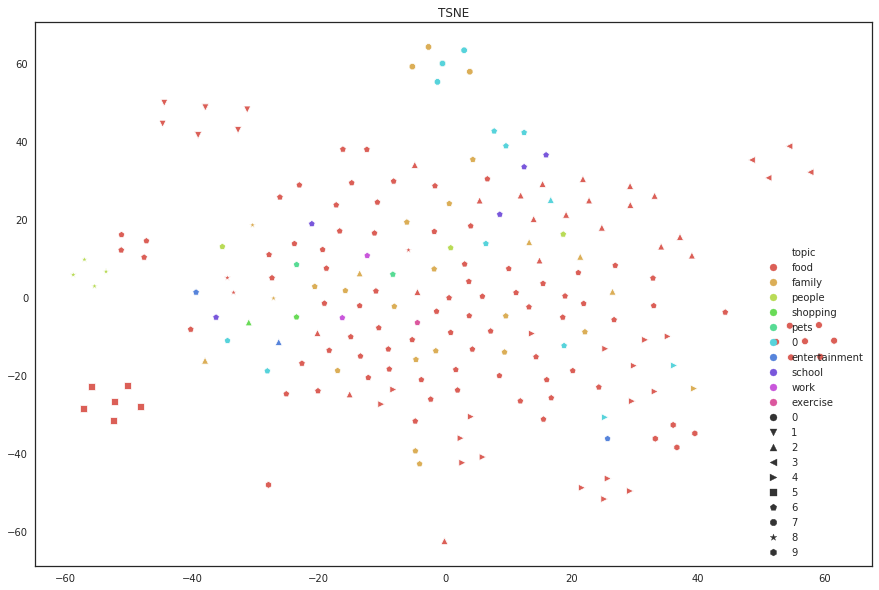 TSNE
60
40
20
0
−20
−40
−60
−60
−40
−20
0
20
40
60
topic
food
family
people
shopping
pets
0
entertainment
school
work
exercise
0
1
2
3
4
5
6
7
8
9